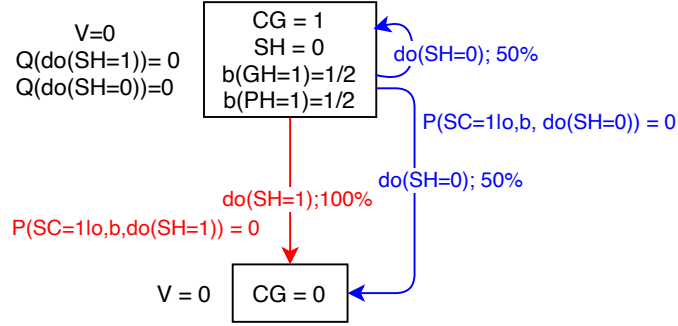 V=0
Q(do(SH=1))= 0
Q(do(SH=0))=0
CG = 1
SH = 0
b(GH=1)=1/2
b(PH=1)=1/2
do(SH=0); 50%
P(SC=1lo,b, do(SH=0)) = 0
do(SH=0); 50%
do(SH=1);100%
P(SC=1lo,b,do(SH=1)) = 0
V = 0
CG = 0